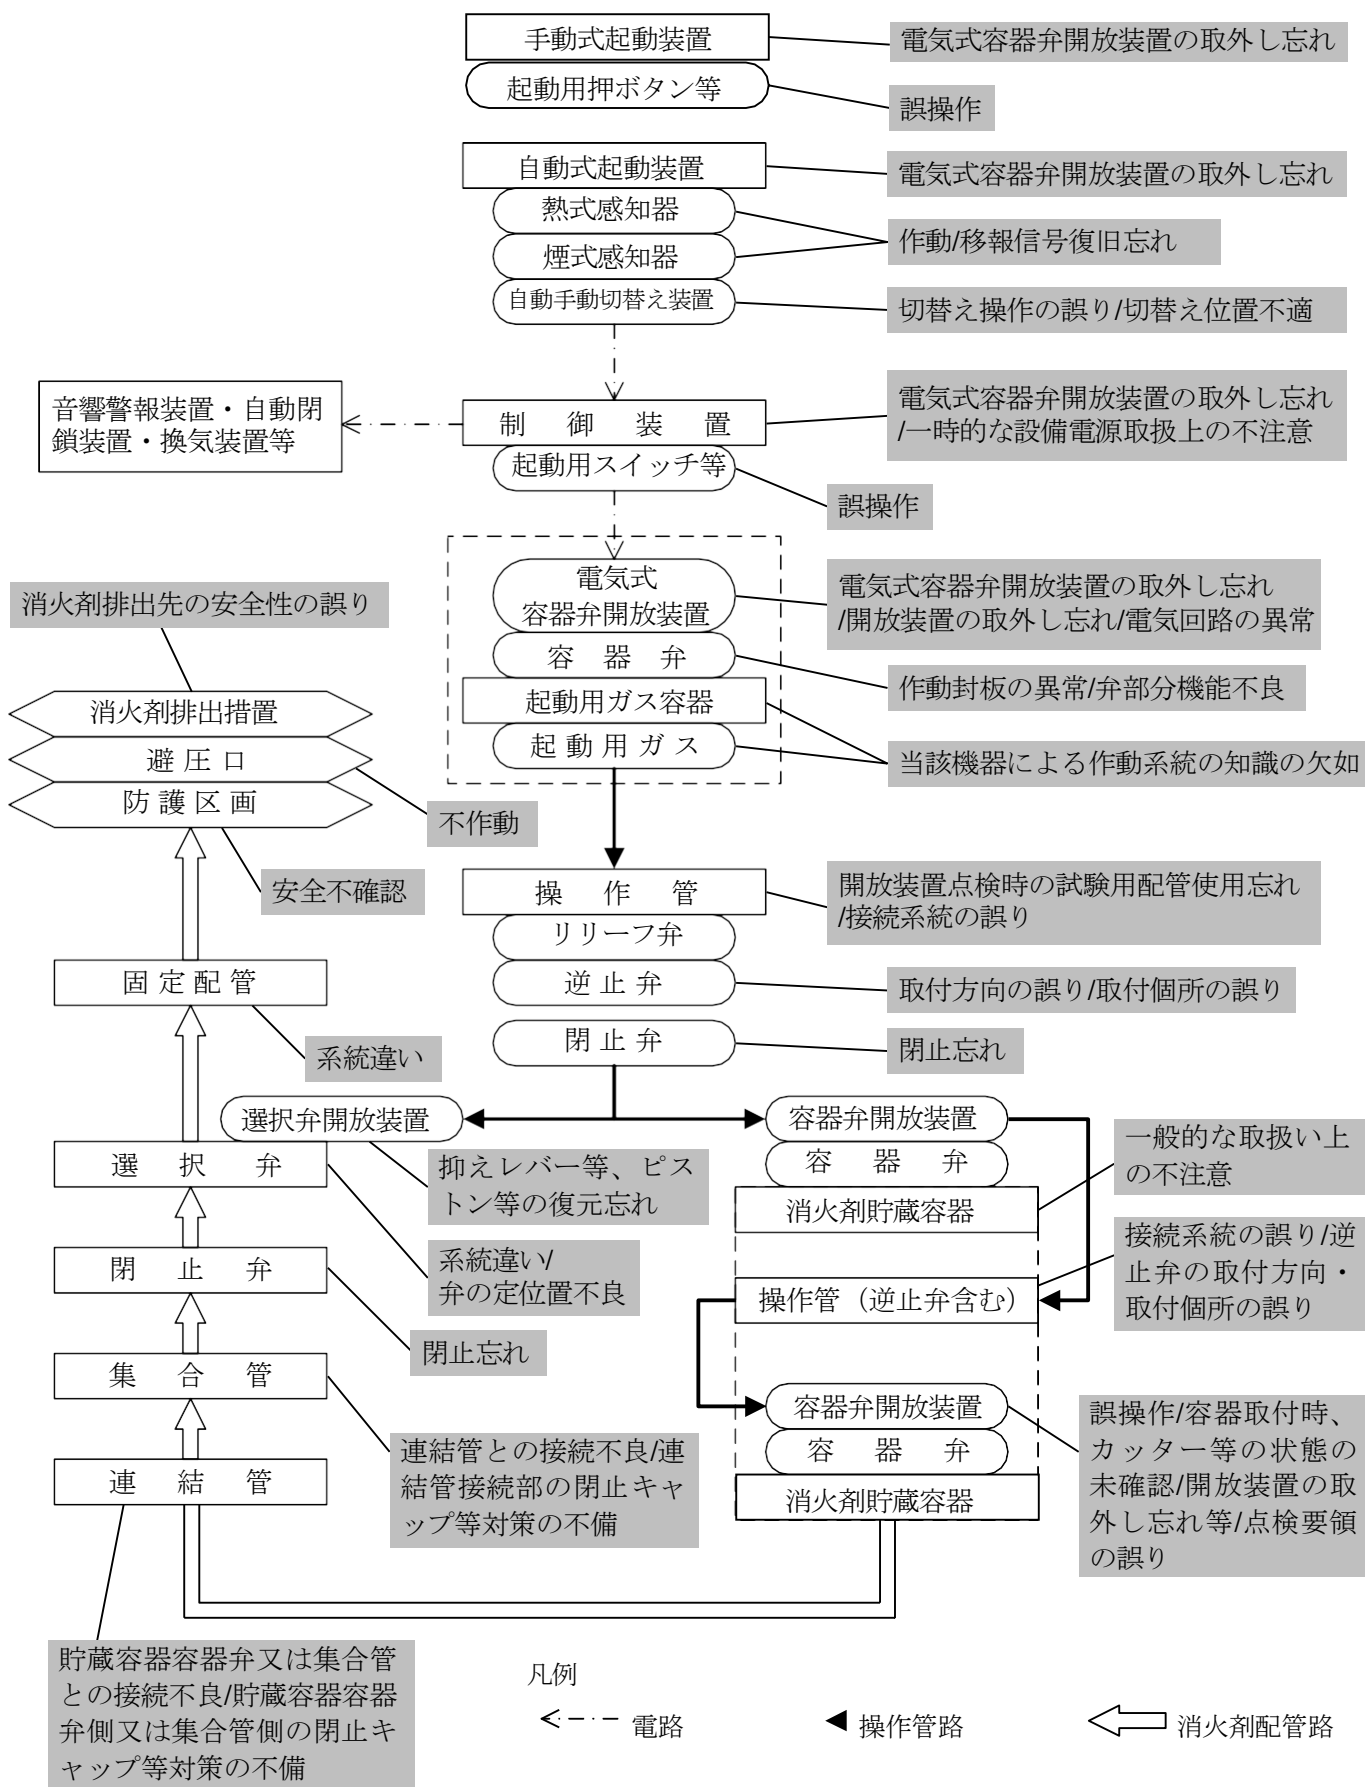 手動式起動装置
電気式容器弁開放装置の取外し忘れ
起動用押ボタン等
誤操作
自動式起動装置
電気式容器弁開放装置の取外し忘れ
熱式感知器
煙式感知器
作動/移報信号復旧忘れ
自動手動切替え装置
切替え操作の誤り/切替え位置不適
音響警報装置・自動閉
鎖装置・換気装置等
制御装置
電気式容器弁開放装置の取外し忘れ
/一時的な設備電源取扱上の不注意
起動用スイッチ等
誤操作
電気式
容器弁開放装置
電気式容器弁開放装置の取外し忘れ
/開放装置の取外し忘れ/電気回路の異常
容器弁
作動封板の異常/弁部分機能不良
起動用ガス容器
起動用ガス
当該機器による作動系統の知識の欠如
消火剤排出先の安全性の誤り
消火剤排出措置
避圧口
防護区画
不作動
安全不確認
操作管
開放装置点検時の試験用配管使用忘れ
/接続系統の誤り
リリーフ弁
逆止弁
取付方向の誤り/取付個所の誤り
閉止弁
閉止忘れ
固定配管
系統違い
選択弁開放装置
抑えレバー等、ピス
トン等の復元忘れ
選択弁
系統違い/
弁の定位置不良
閉止弁
閉止忘れ
集合管
連結管との接続不良/連
結管接続部の閉止キャ
ップ等対策の不備
連結管
貯蔵容器容器弁又は集合管
との接続不良/貯蔵容器容器
弁側又は集合管側の閉止キ
ャップ等対策の不備
容器弁開放装置
容器弁
消火剤貯蔵容器
一般的な取扱い上
の不注意
操作管（逆止弁含む）
接続系統の誤り/逆
止弁の取付方向・
取付個所の誤り
容器弁開放装置
容器弁
消火剤貯蔵容器
誤操作/容器取付時、
カッター等の状態の
未確認/開放装置の取
外し忘れ等/点検要領
の誤り
凡例
電路
操作管路
消火剤配管路